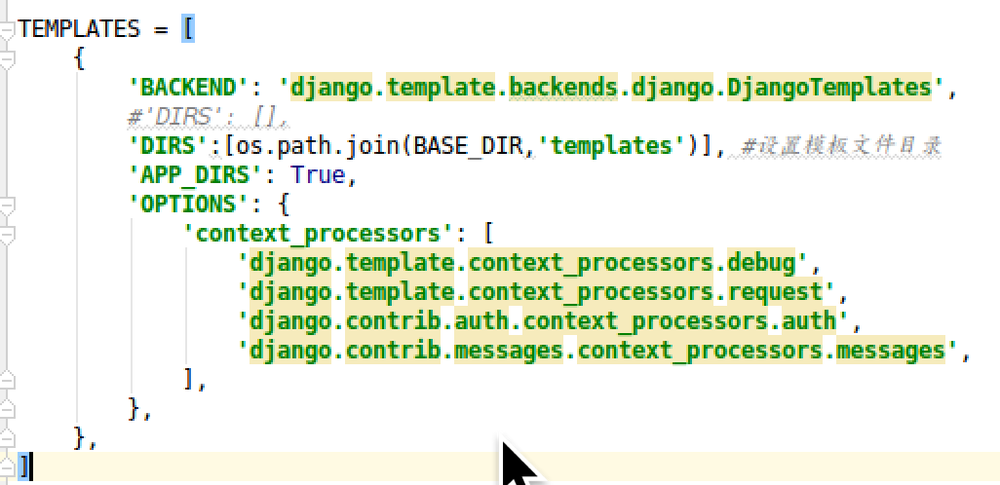 TEMPLATES = [
    {
        'BACKEND': 'django.template.backends.django.DjangoTemplates',
        #'DIRS': [],
        'DIRS':[os.path.join(BASE_DIR,'templates')], #设置模板文件目录
        'APP_DIRS': True,
        'OPTIONS': {
            'context_processors': [
                'django.template.context_processors.debug',
                'django.template.context_processors.request',
                'django.contrib.auth.context_processors.auth',
                'django.contrib.messages.context_processors.messages',
            ],
        },
    },
]